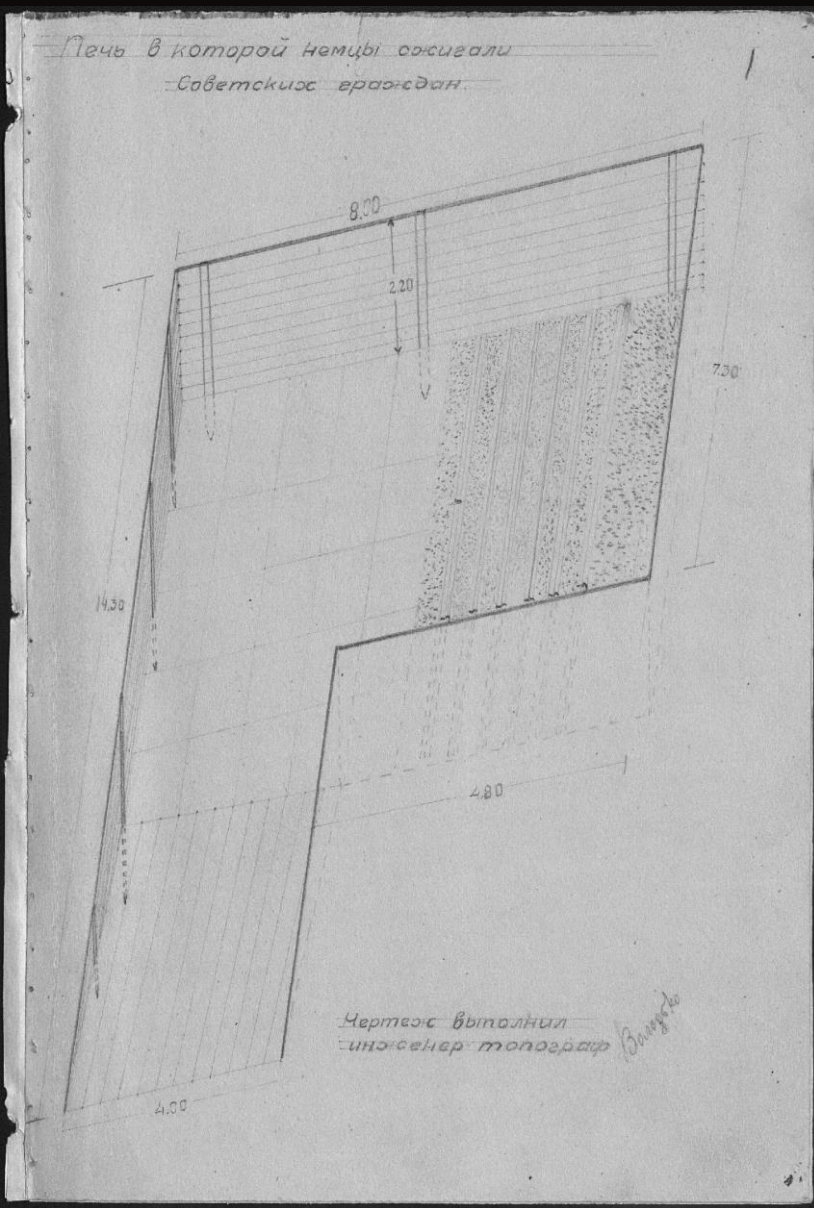 Печь в которой немцы сжигали
Советских граждан.
1
8.00
2.20
7.30
14.30
4.80
4.00
Чертеж выполнил
инженер топограф